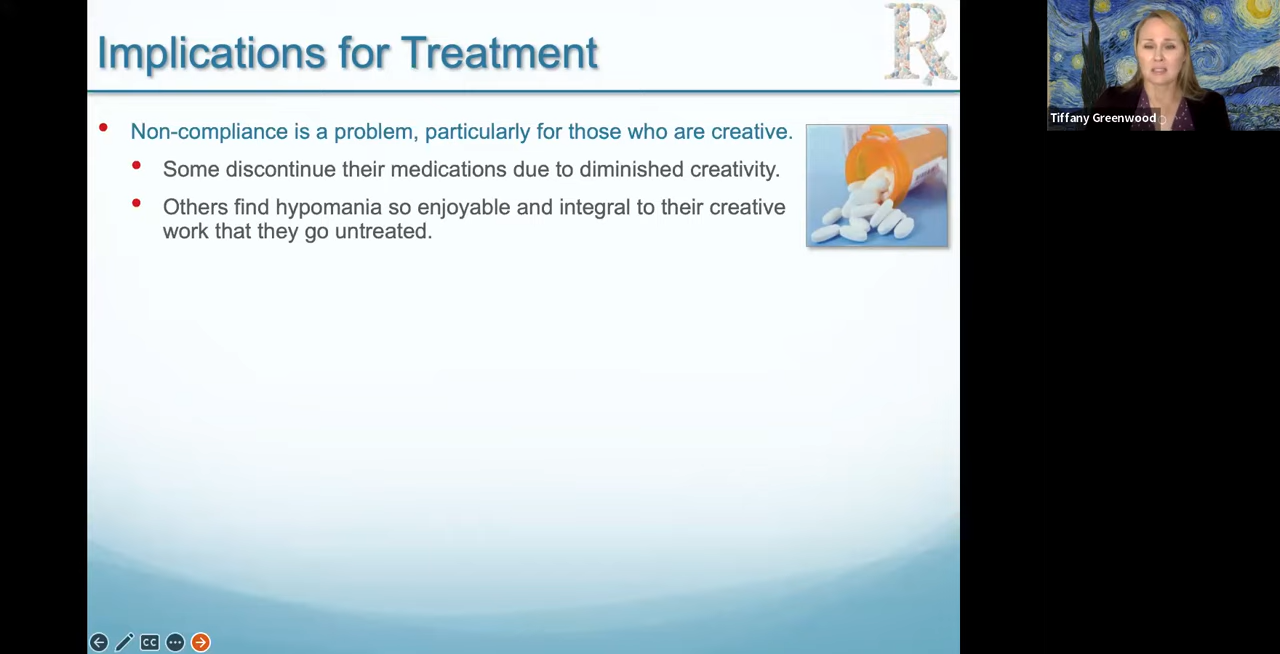 Implications for Treatment
Rx
Non-compliance is a problem, particularly for those who are creative.
Some discontinue their medications due to diminished creativity.
Others find hypomania so enjoyable and integral to their creative
work that they go untreated.
Tiffany Greenwood
CC